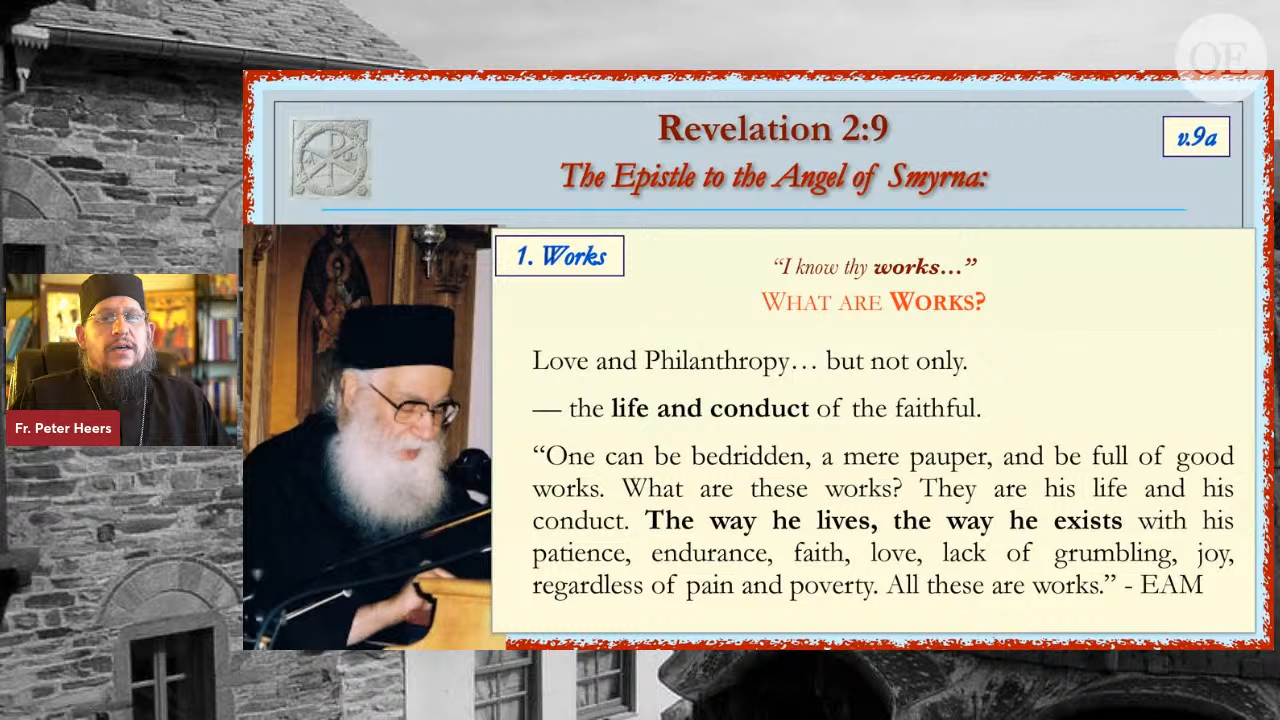 OE
Revelation 2:9
v.9a
The Epistle to the Angel of Smyrna:
1. Works
“I know thy works…”
WHAT ARE WORKS?
Love and Philanthropy… but not only.
— the life and conduct of the faithful.
“One can be bedridden, a mere pauper, and be full of good
works. What are these works? They are his life and his
conduct. The way he lives, the way he exists with his
patience, endurance, faith, love, lack of grumbling, joy,
regardless of pain and poverty. All these are works.” - EAM
Fr. Peter Heers